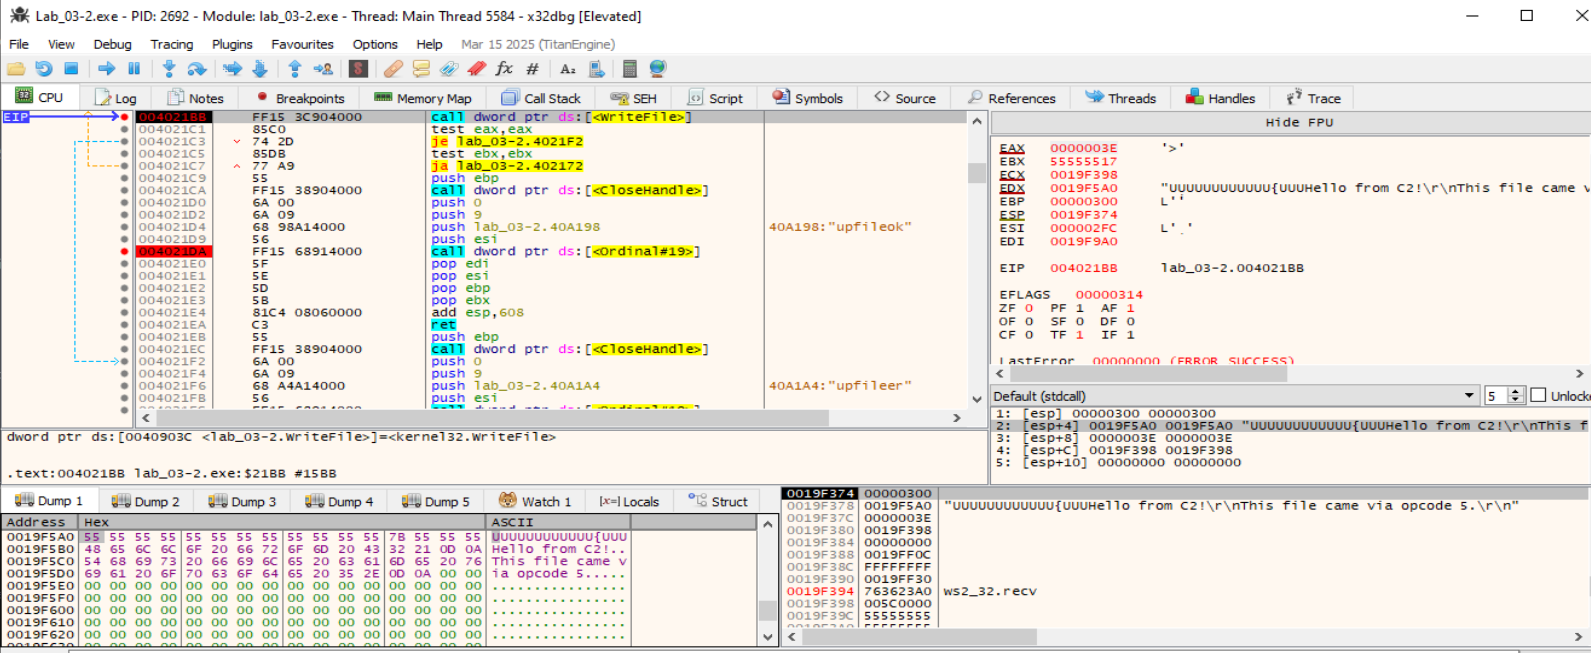 Lab_03-2.exe - PID: 2692 - Module: lab_03-2.exe - Thread: Main Thread 5584 - x32dbg [Elevated]
File View Debug Tracing Plugins Favourites Options Help Mar 15 2025 (TitanEngine)
CPU Log Notes Breakpoints Memory Map Call Stack SEH Script Symbols Source References Threads Handles Trace
EIP 004021BB FF15 3C904000 call dword ptr ds:[<WriteFile>]
004021C1 85C0 test eax,eax
004021C3 74 2D je lab_03-2.4021F2
004021C5 85DB test ebx,ebx
004021C7 77 A9 ja lab_03-2.402172
004021C9 55 push ebp
004021CA FF15 38904000 call dword ptr ds:[<CloseHandle>]
004021D0 6A 00 push 0
004021D2 6A 09 push 9
004021D4 68 98A14000 push lab_03-2.40A198 40A198:"upfileok"
004021D9 56 push esi
004021DA FF15 68914000 call dword ptr ds:[<Ordinal#19>]
004021E0 5F pop edi
004021E1 5E pop esi
004021E2 5D pop ebp
004021E3 5B pop ebx
004021E4 81C4 08060000 add esp,608
004021EA C3 ret
004021EB 55 push ebp
004021EC FF15 38904000 call dword ptr ds:[<CloseHandle>]
004021F2 6A 00 push 0
004021F4 6A 09 push 9
004021F6 68 A4A14000 push lab_03-2.40A1A4 40A1A4:"upfileer"
004021FB 56 push esi
Hide FPU
EAX 0000003E '>'
EBX 55555517
ECX 0019F398
EDX 0019F5A0 "UUUUUUUUUUUU{UUUHello from C2!\r\nThis file came v
EBP 00000300 L''
ESP 0019F374
ESI 000002FC L'.'
EDI 0019F9A0
EIP 004021BB lab_03-2.004021BB
EFLAGS 00000314
ZF 0 PF 1 AF 1
OF 0 SF 0 DF 0
CF 0 TF 1 IF 1
LastError 00000000 (ERROR_SUCCESS)
Default (stdcall) 5 Unlocke
1: [esp] 00000300 00000300
2: [esp+4] 0019F5A0 0019F5A0 "UUUUUUUUUUUU{UUUHello from C2!\r\nThis f
3: [esp+8] 0000003E 0000003E
4: [esp+C] 0019F398 0019F398
5: [esp+10] 00000000 00000000
dword ptr ds:[0040903C <lab_03-2.WriteFile>]=<kernel32.WriteFile>
.text:004021BB lab_03-2.exe:$21BB #15BB
Dump 1 Dump 2 Dump 3 Dump 4 Dump 5 Watch 1 [x=] Locals Struct
Address Hex ASCII
0019F5A0 55 55 55 55 55 55 55 55 55 55 55 55 7B 55 55 55 UUUUUUUUUUUU{UUU
0019F5B0 48 65 6C 6C 6F 20 66 72 6F 6D 20 43 32 21 0D 0A Hello from C2!..
0019F5C0 54 68 69 73 20 66 69 6C 65 20 63 61 6D 65 20 76 This file came v
0019F5D0 69 61 20 6F 70 63 6F 64 65 20 35 2E 0D 0A 00 00 ia opcode 5.....
0019F5E0 00 00 00 00 00 00 00 00 00 00 00 00 00 00 00 00 ................
0019F5F0 00 00 00 00 00 00 00 00 00 00 00 00 00 00 00 00 ................
0019F600 00 00 00 00 00 00 00 00 00 00 00 00 00 00 00 00 ................
0019F610 00 00 00 00 00 00 00 00 00 00 00 00 00 00 00 00 ................
0019F620 00 00 00 00 00 00 00 00 00 00 00 00 00 00 00 00 ................
0019F374 00000300
0019F378 0019F5A0 "UUUUUUUUUUUU{UUUHello from C2!\r\nThis file came via opcode 5.\r\n"
0019F37C 0000003E
0019F380 0019F398
0019F384 00000000
0019F388 0019FF0C
0019F38C FFFFFFFF
0019F390 0019FF30
0019F394 763623A0 ws2_32.recv
0019F398 005C0000
0019F39C 55555555